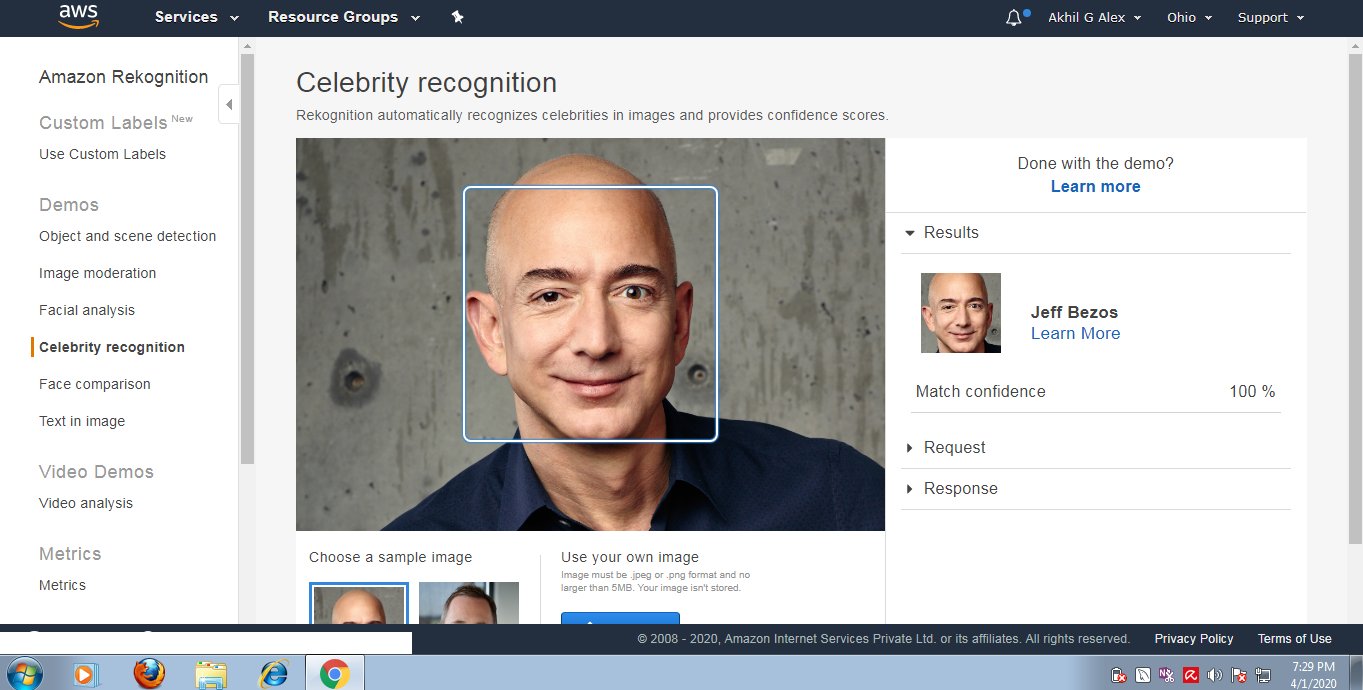 aws
Services
Resource Groups
Akhil G Alex
Ohio
Support
Amazon Rekognition
Custom Labels New
Use Custom Labels
Demos
Object and scene detection
Image moderation
Facial analysis
Celebrity recognition
Face comparison
Text in image
Video Demos
Video analysis
Metrics
Metrics
Celebrity recognition
Rekognition automatically recognizes celebrities in images and provides confidence scores.
Done with the demo?
Learn more
Results
Jeff Bezos
Learn More
Match confidence
100 %
Request
Response
Choose a sample image
Use your own image
Image must be .jpeg or .png format and no
larger than 5MB. Your image isn't stored.
© 2008 - 2020, Amazon Internet Services Private Ltd. or its affiliates. All rights reserved.
Privacy Policy
Terms of Use
7:29 PM
4/1/2020